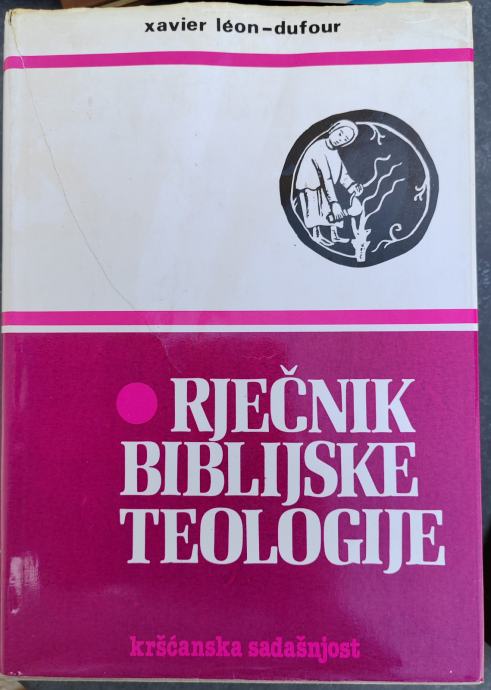 xavier léon-dufour
RJEČNIK
BIBLIJSKE
TEOLOGIJE
kršćanska sadašnjost